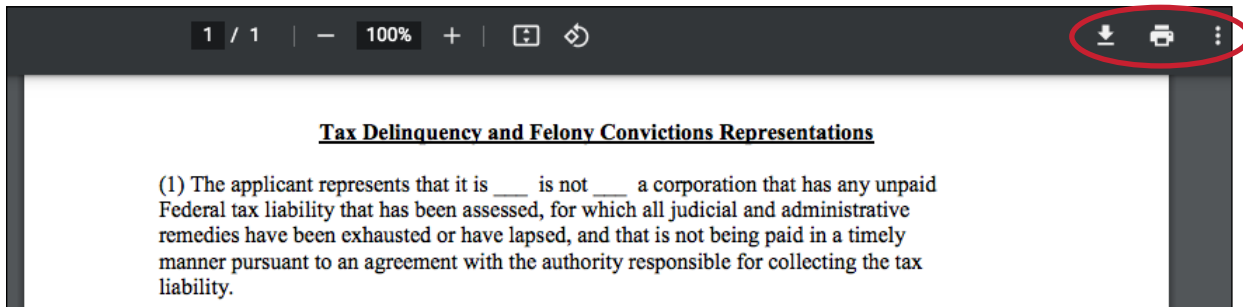 1 / 1 | − 100% + |
Tax Delinquency and Felony Convictions Representations
(1) The applicant represents that it is ___ is not ___ a corporation that has any unpaid
Federal tax liability that has been assessed, for which all judicial and administrative
remedies have been exhausted or have lapsed, and that is not being paid in a timely
manner pursuant to an agreement with the authority responsible for collecting the tax
liability.